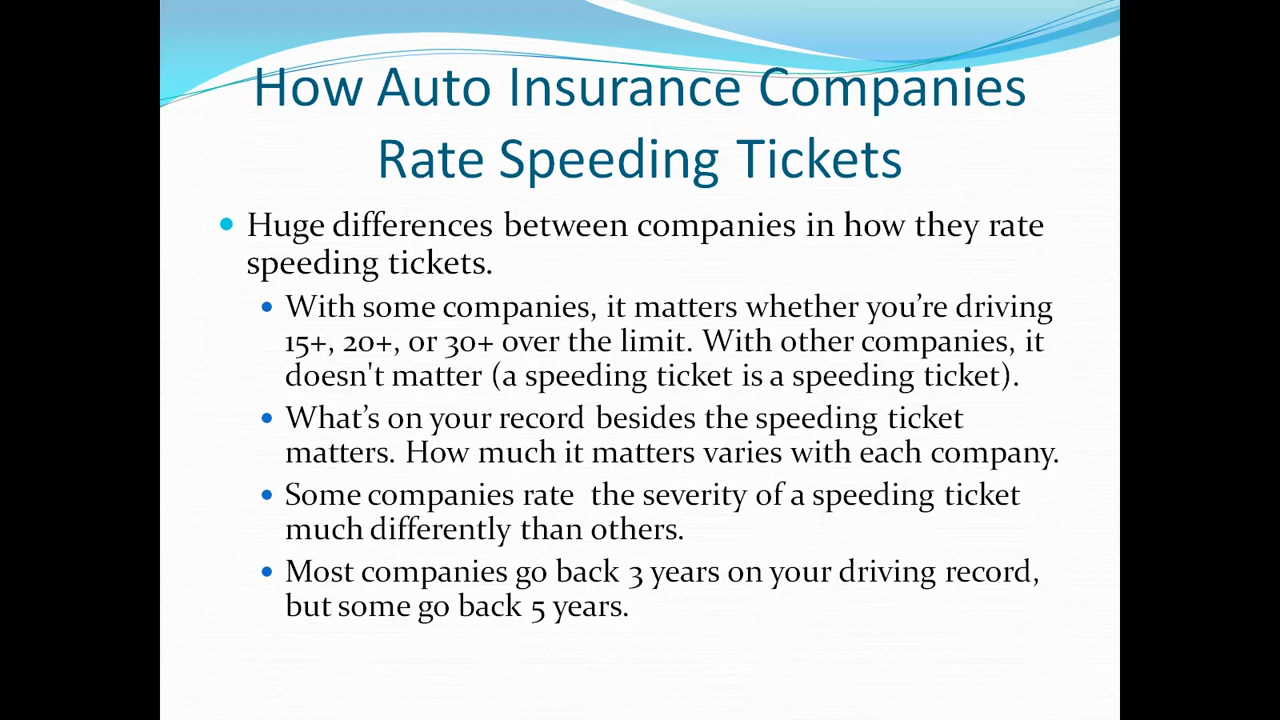 How Auto Insurance Companies
Rate Speeding Tickets
• Huge differences between companies in how they rate
speeding tickets.
• With some companies, it matters whether you’re driving
15+, 20+, or 30+ over the limit. With other companies, it
doesn't matter (a speeding ticket is a speeding ticket).
• What’s on your record besides the speeding ticket
matters. How much it matters varies with each company.
• Some companies rate  the severity of a speeding ticket
much differently than others.
• Most companies go back 3 years on your driving record,
but some go back 5 years.